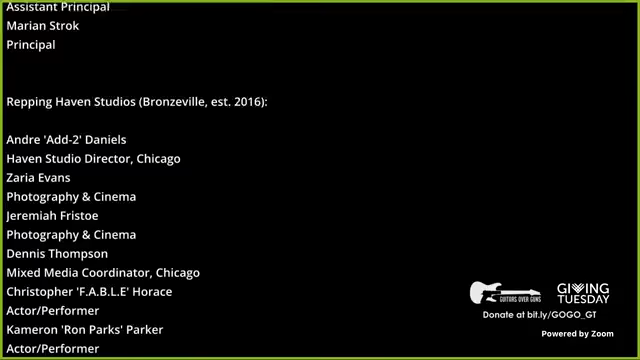 Assistant Principal
Marian Strok
Principal
Repping Haven Studios (Bronzeville, est. 2016):
Andre 'Add-2' Daniels
Haven Studio Director, Chicago
Zaria Evans
Photography & Cinema
Jeremiah Fristoe
Photography & Cinema
Dennis Thompson
Mixed Media Coordinator, Chicago
Christopher 'F.A.B.L.E' Horace
Actor/Performer
Kameron 'Ron Parks' Parker
Actor/Performer
GUITARS OVER GUNS
GIVING
TUESDAY
Donate at bit.ly/GOGO_GT
Powered by Zoom